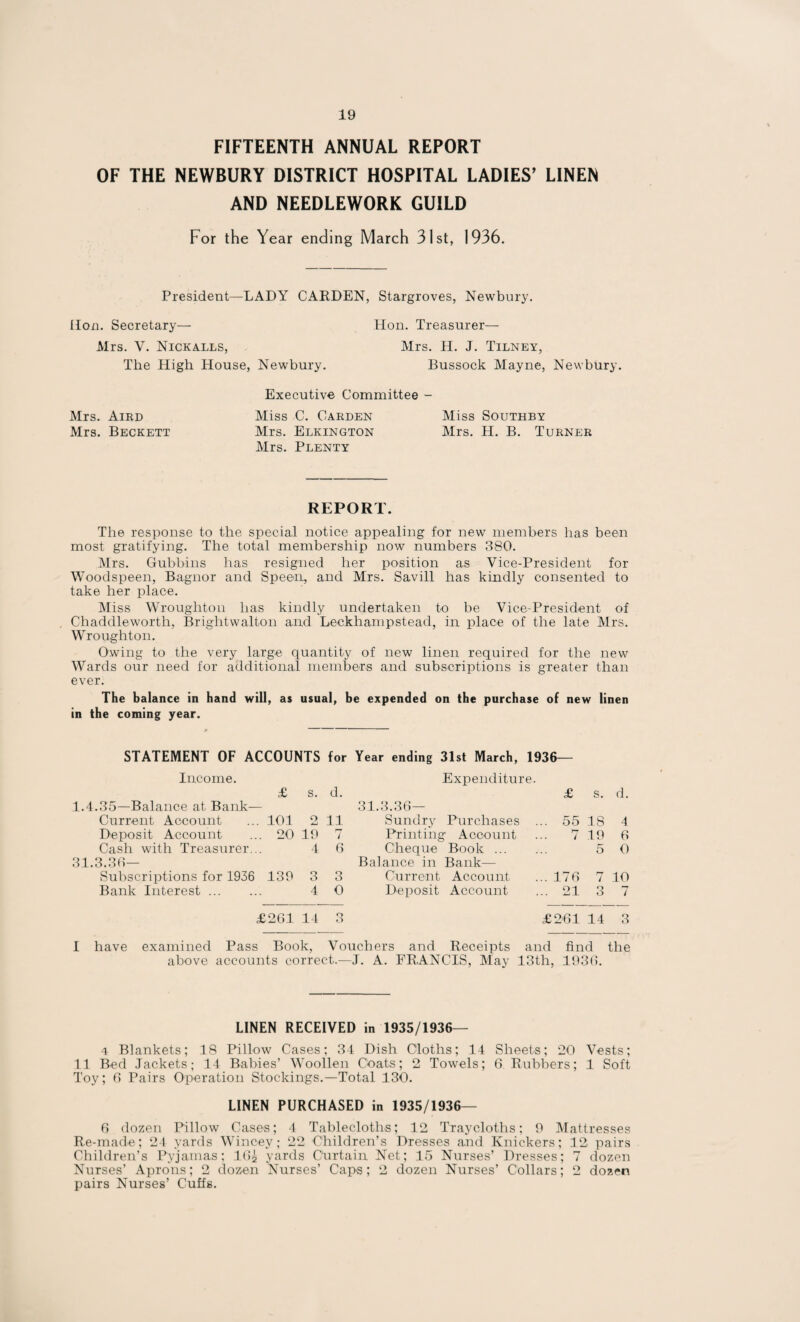 19
FIFTEENTH ANNUAL REPORT
OF THE NEWBURY DISTRICT HOSPITAL LADIES' LINEN
AND NEEDLEWORK GUILD
For the Year ending March 31st, 1936.
President—LADY CARDEN, Stargroves, Newbury.
Hon. Secretary— Hon. Treasurer—
Mrs. V. NICKALLS, Mrs. H. J. TILNEY,
The High House, Newbury. Bussock Mayne, Newbury.
Executive Committee -
Mrs. AIRD Miss C. CARDEN Miss SOUTHBY
Mrs. BECKETT Mrs. ELKINGTON Mrs. H. B. TURNER
Mrs. PLENTY
REPORT.
The response to the special notice appealing for new members has been
most gratifying. The total membership now numbers 380.
Mrs. Gubbins has resigned her position as Vice-President for
Woodspeen, Bagnor and Speen, and Mrs. Savill has kindly consented to
take her place.
Miss Wroughton has kindly undertaken to be Vice-President of
Chaddleworth, Brightwalton and Leckhampstead, in place of the late Mrs.
Wroughton.
Owing to the very large quantity of new linen required for the new
Wards our need for additional members and subscriptions is greater than
ever.
The balance in hand will, as usual, be expended on the purchase of new linen
in the coming year.
STATEMENT OF ACCOUNTS for Year ending 31st March, 1936—
Income. Expenditure.
£ s. d. £ s. d.
1.4.35—Balance at Bank— 31.3.36—
Current Account ... 101 2 11 Sundry Purchases ... 55 18 4
Deposit Account ... 20 19 7 Printing Account ... 7 19 6
Cash with Treasurer... 4 6 Cheque Book ... ... 5 0
31.3.36— Balance in Bank—
Subscriptions for 1936 139 3 3 Current Account ... 176 7 10
Bank Interest ... ... 4 0 Deposit Account ... 21 3 7
£261 14 3 £261 14 3
I have examined Pass Book, Vouchers and Receipts and find the
above accounts correct.—J. A. FRANCIS, May 13th, 1936.
LINEN RECEIVED in 1935/1936—
4 Blankets; 18 Pillow Cases; 34 Dish Cloths; 14 Sheets; 20 Vests;
11 Bed Jackets; 14 Babies' Woollen Coats; 2 Towels; 6 Rubbers; 1 Soft
Toy; 6 Pairs Operation Stockings.—Total 130.
LINEN PURCHASED in 1935/1936—
6 dozen Pillow Cases; 4 Tablecloths; 12 Traycloths; 9 Mattresses
Re-made; 24 yards Wincey; 22 Children's Dresses and Knickers; 12 pairs
Children's Pyjamas; 16½ yards Curtain Net; 15 Nurses' Dresses; 7 dozen
Nurses' Aprons; 2 dozen Nurses' Caps; 2 dozen Nurses' Collars; 2 dozen
pairs Nurses' Cuffs.